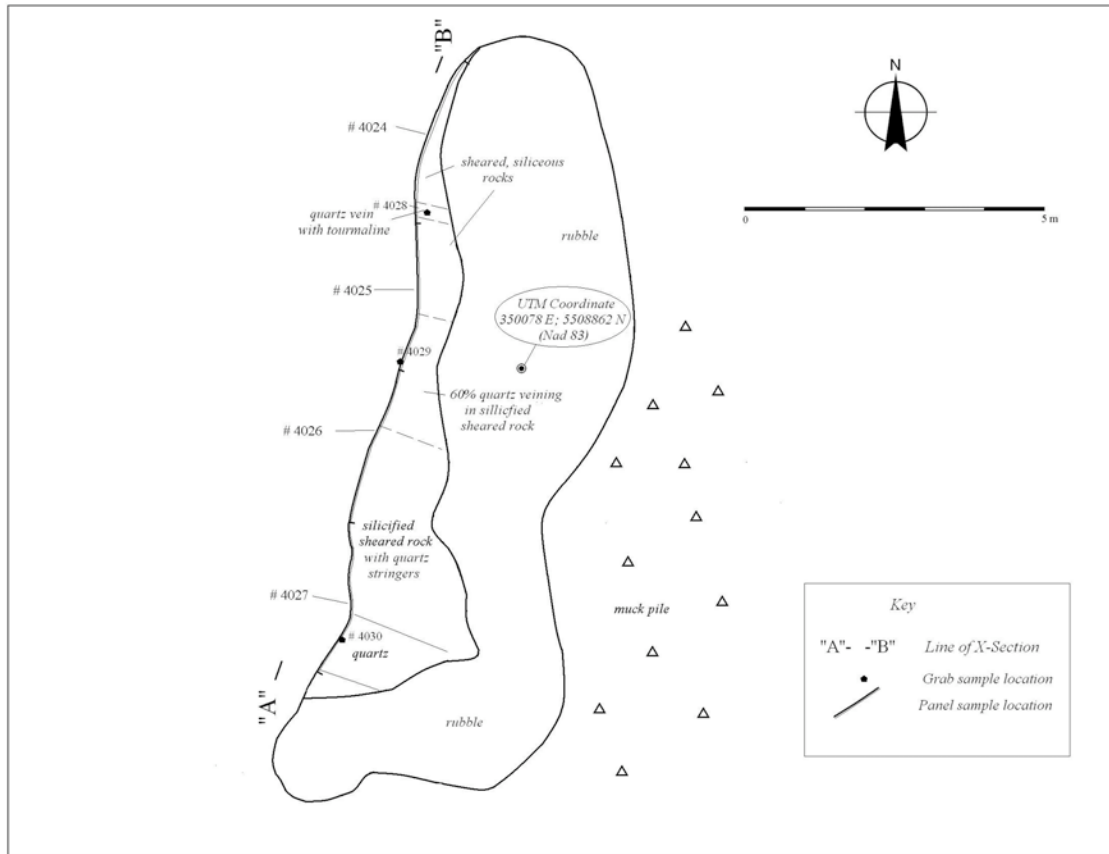 "B"
N
# 4024
sheared, siliceous
rocks
# 4028
quartz vein
with tourmaline
rubble
0
5 m
# 4025
UTM Coordinate
350078 E; 5508862 N
(Nad 83)
# 4029
60% quartz veining
in sillicfied
sheared rock
# 4026
silicified
sheared rock
with quartz
stringers
# 4027
# 4030
quartz
muck pile
"A"
rubble
Key
"A"- -"B" Line of X-Section
Grab sample location
Panel sample location